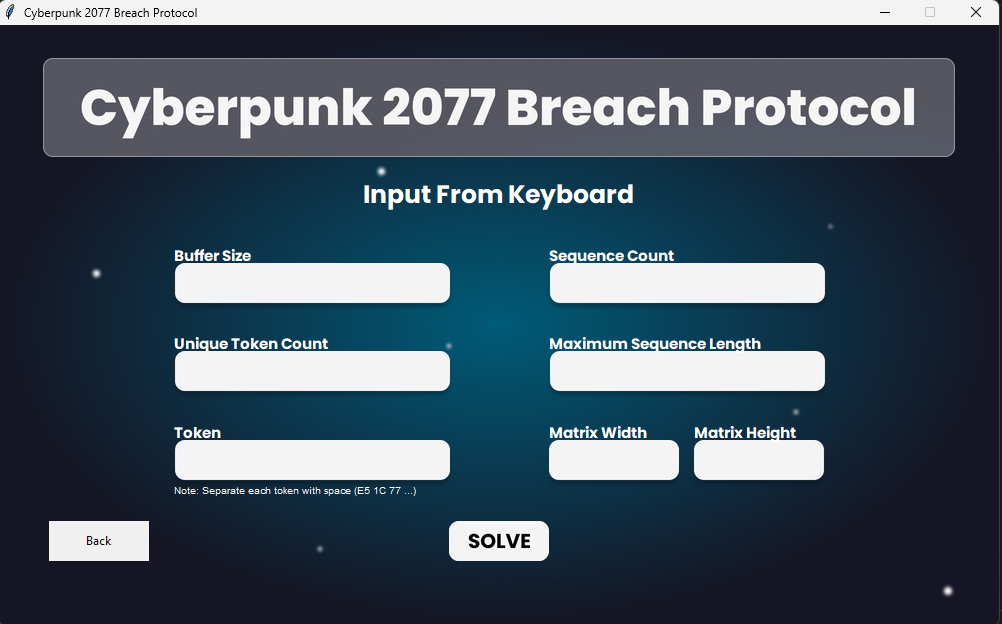 Cyberpunk 2077 Breach Protocol
Cyberpunk 2077 Breach Protocol
Input From Keyboard
Buffer Size
Sequence Count
Unique Token Count
Maximum Sequence Length
Token
Matrix Width
Matrix Height
Note: Separate each token with space (E5 1C 77 ...)
Back
SOLVE